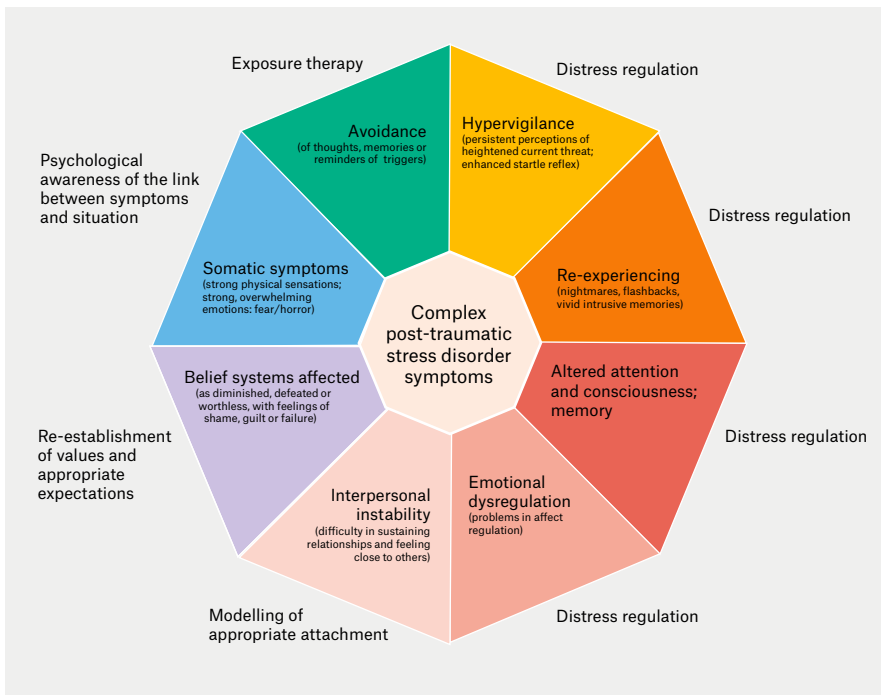 Exposure therapy
Distress regulation
Avoidance
(of thoughts, memories or
reminders of triggers)
Hypervigilance
(persistent perceptions of
heightened current threat;
enhanced startle reflex)
Psychological
awareness of the link
between symptoms
and situation
Distress regulation
Somatic symptoms
(strong physical sensations;
strong, overwhelming
emotions: fear/horror)
Re-experiencing
(nightmares, flashbacks,
vivid intrusive memories)
Complex
post-traumatic
stress disorder
symptoms
Belief systems affected
(as diminished, defeated or
worthless, with feelings of
shame, guilt or failure)
Altered attention
and consciousness;
memory
Re-establishment
of values and
appropriate
expectations
Distress regulation
Interpersonal
instability
(difficulty in sustaining
relationships and feeling
close to others)
Emotional
dysregulation
(problems in affect
regulation)
Modelling of
appropriate attachment
Distress regulation